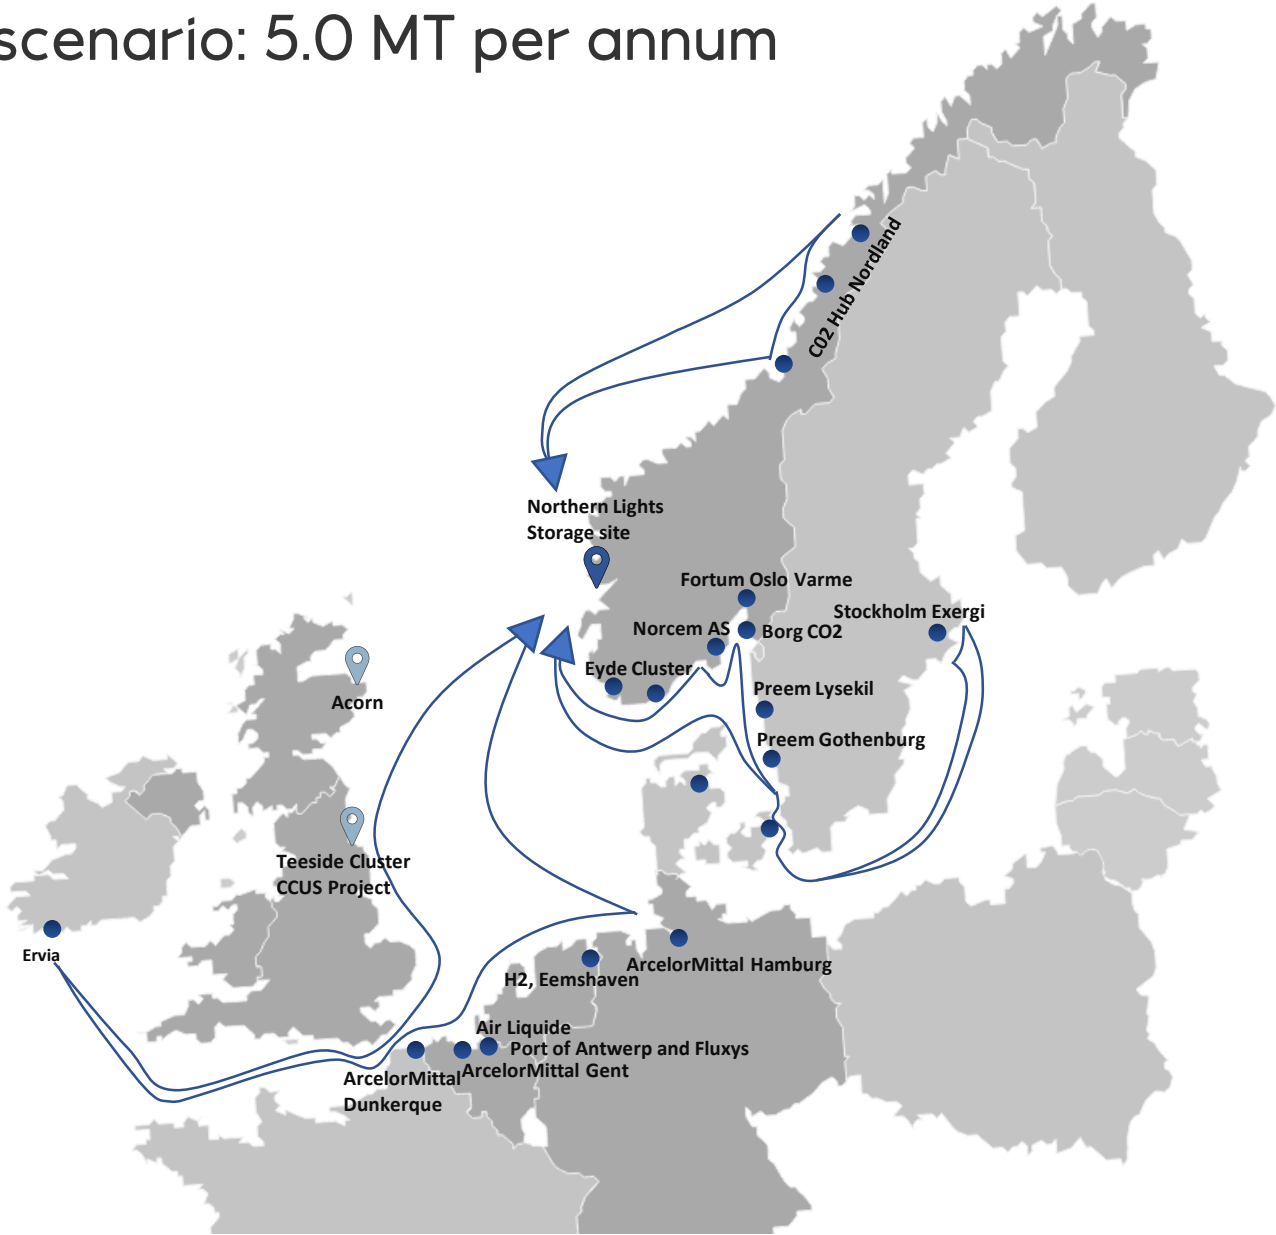 scenario: 5.0 MT per annum
C02 Hub Nordland
Northern Lights
Storage site
Fortum Oslo Varme
Stockholm Exergi
Norcem AS
Borg CO2
Eyde Cluster
Preem Lysekil
Acorn
Preem Gothenburg
Teeside Cluster
CCUS Project
Ervia
ArcelorMittal Hamburg
H2, Eemshaven
Air Liquide
Port of Antwerp and Fluxys
ArcelorMittal Gent
ArcelorMittal
Dunkerque